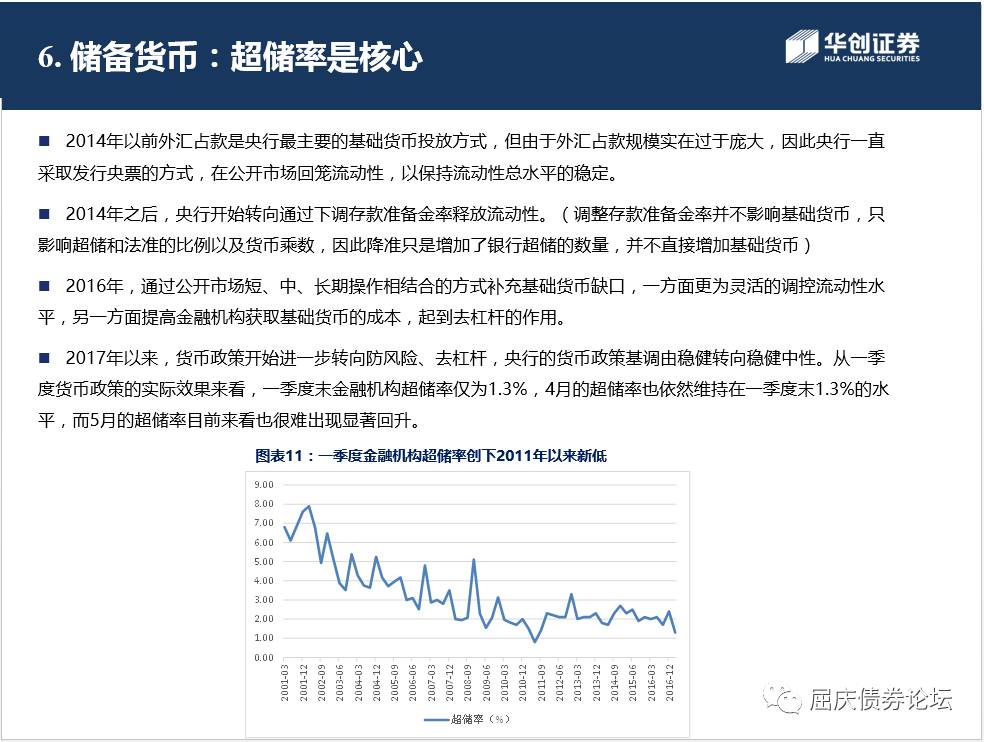 6. 储备货币：超储率是核心
华创证券
HUA CHUANG SECURITIES
■ 2014年以前外汇占款是央行最主要的基础货币投放方式，但由于外汇占款规模实在过于庞大，因此央行一直
采取发行央票的方式，在公开市场回笼流动性，以保持流动性总水平的稳定。
■ 2014年之后，央行开始转向通过下调存款准备金率释放流动性。（调整存款准备金率并不影响基础货币，只
影响超储和法准的比例以及货币乘数，因此降准只是增加了银行超储的数量，并不直接增加基础货币）
■ 2016年，通过公开市场短、中、长期操作相结合的方式补充基础货币缺口，一方面更为灵活的调控流动性水
平，另一方面提高金融机构获取基础货币的成本，起到去杠杆的作用。
■ 2017年以来，货币政策开始进一步转向防风险、去杠杆，央行的货币政策基调由稳健转向稳健中性。从一季
度货币政策的实际效果来看，一季度末金融机构超储率仅为1.3%，4月的超储率也依然维持在一季度末1.3%的水
平，而5月的超储率目前来看也很难出现显著回升。
图表11：一季度金融机构超储率创下2011年以来新低
9.00
8.00
7.00
6.00
5.00
4.00
3.00
2.00
1.00
0.00
2001-03
2001-12
2002-09
2003-06
2004-03
2004-12
2005-09
2006-06
2007-03
2007-12
2008-09
2009-06
2010-03
2010-12
2011-09
2012-06
2013-03
2013-12
2014-09
2015-06
2016-03
2016-12
超储率（%）
屈庆债券论坛